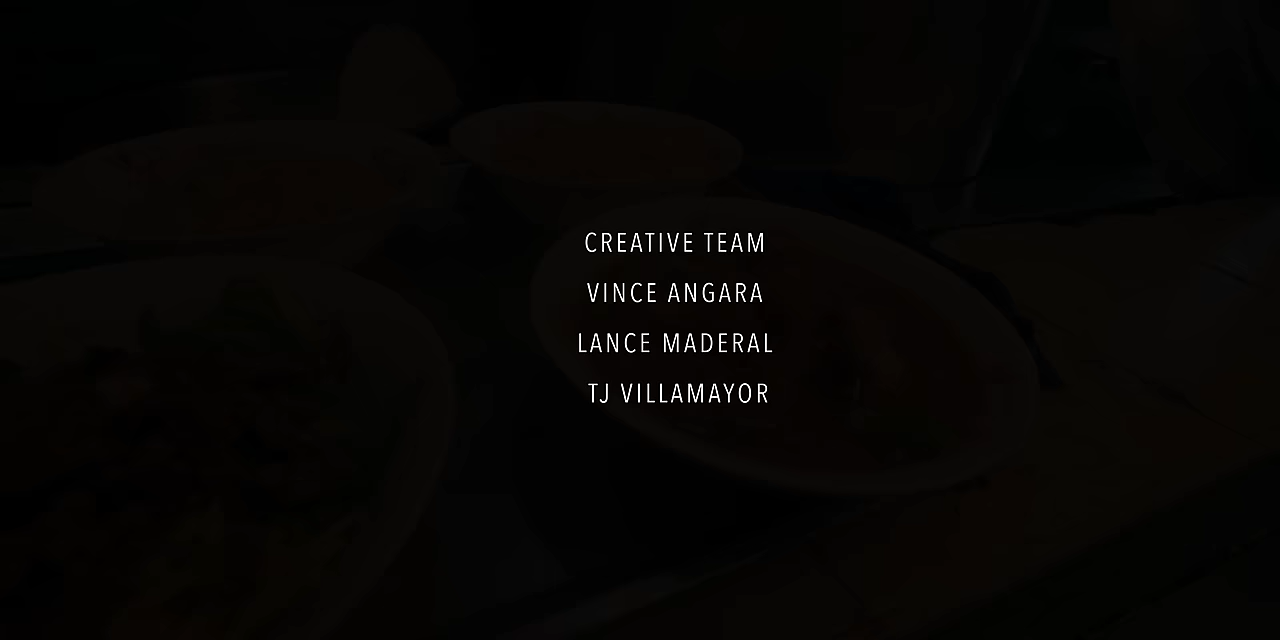 CREATIVE TEAM
VINCE ANGARA
LANCE MADERAL
TJ VILLAMAYOR